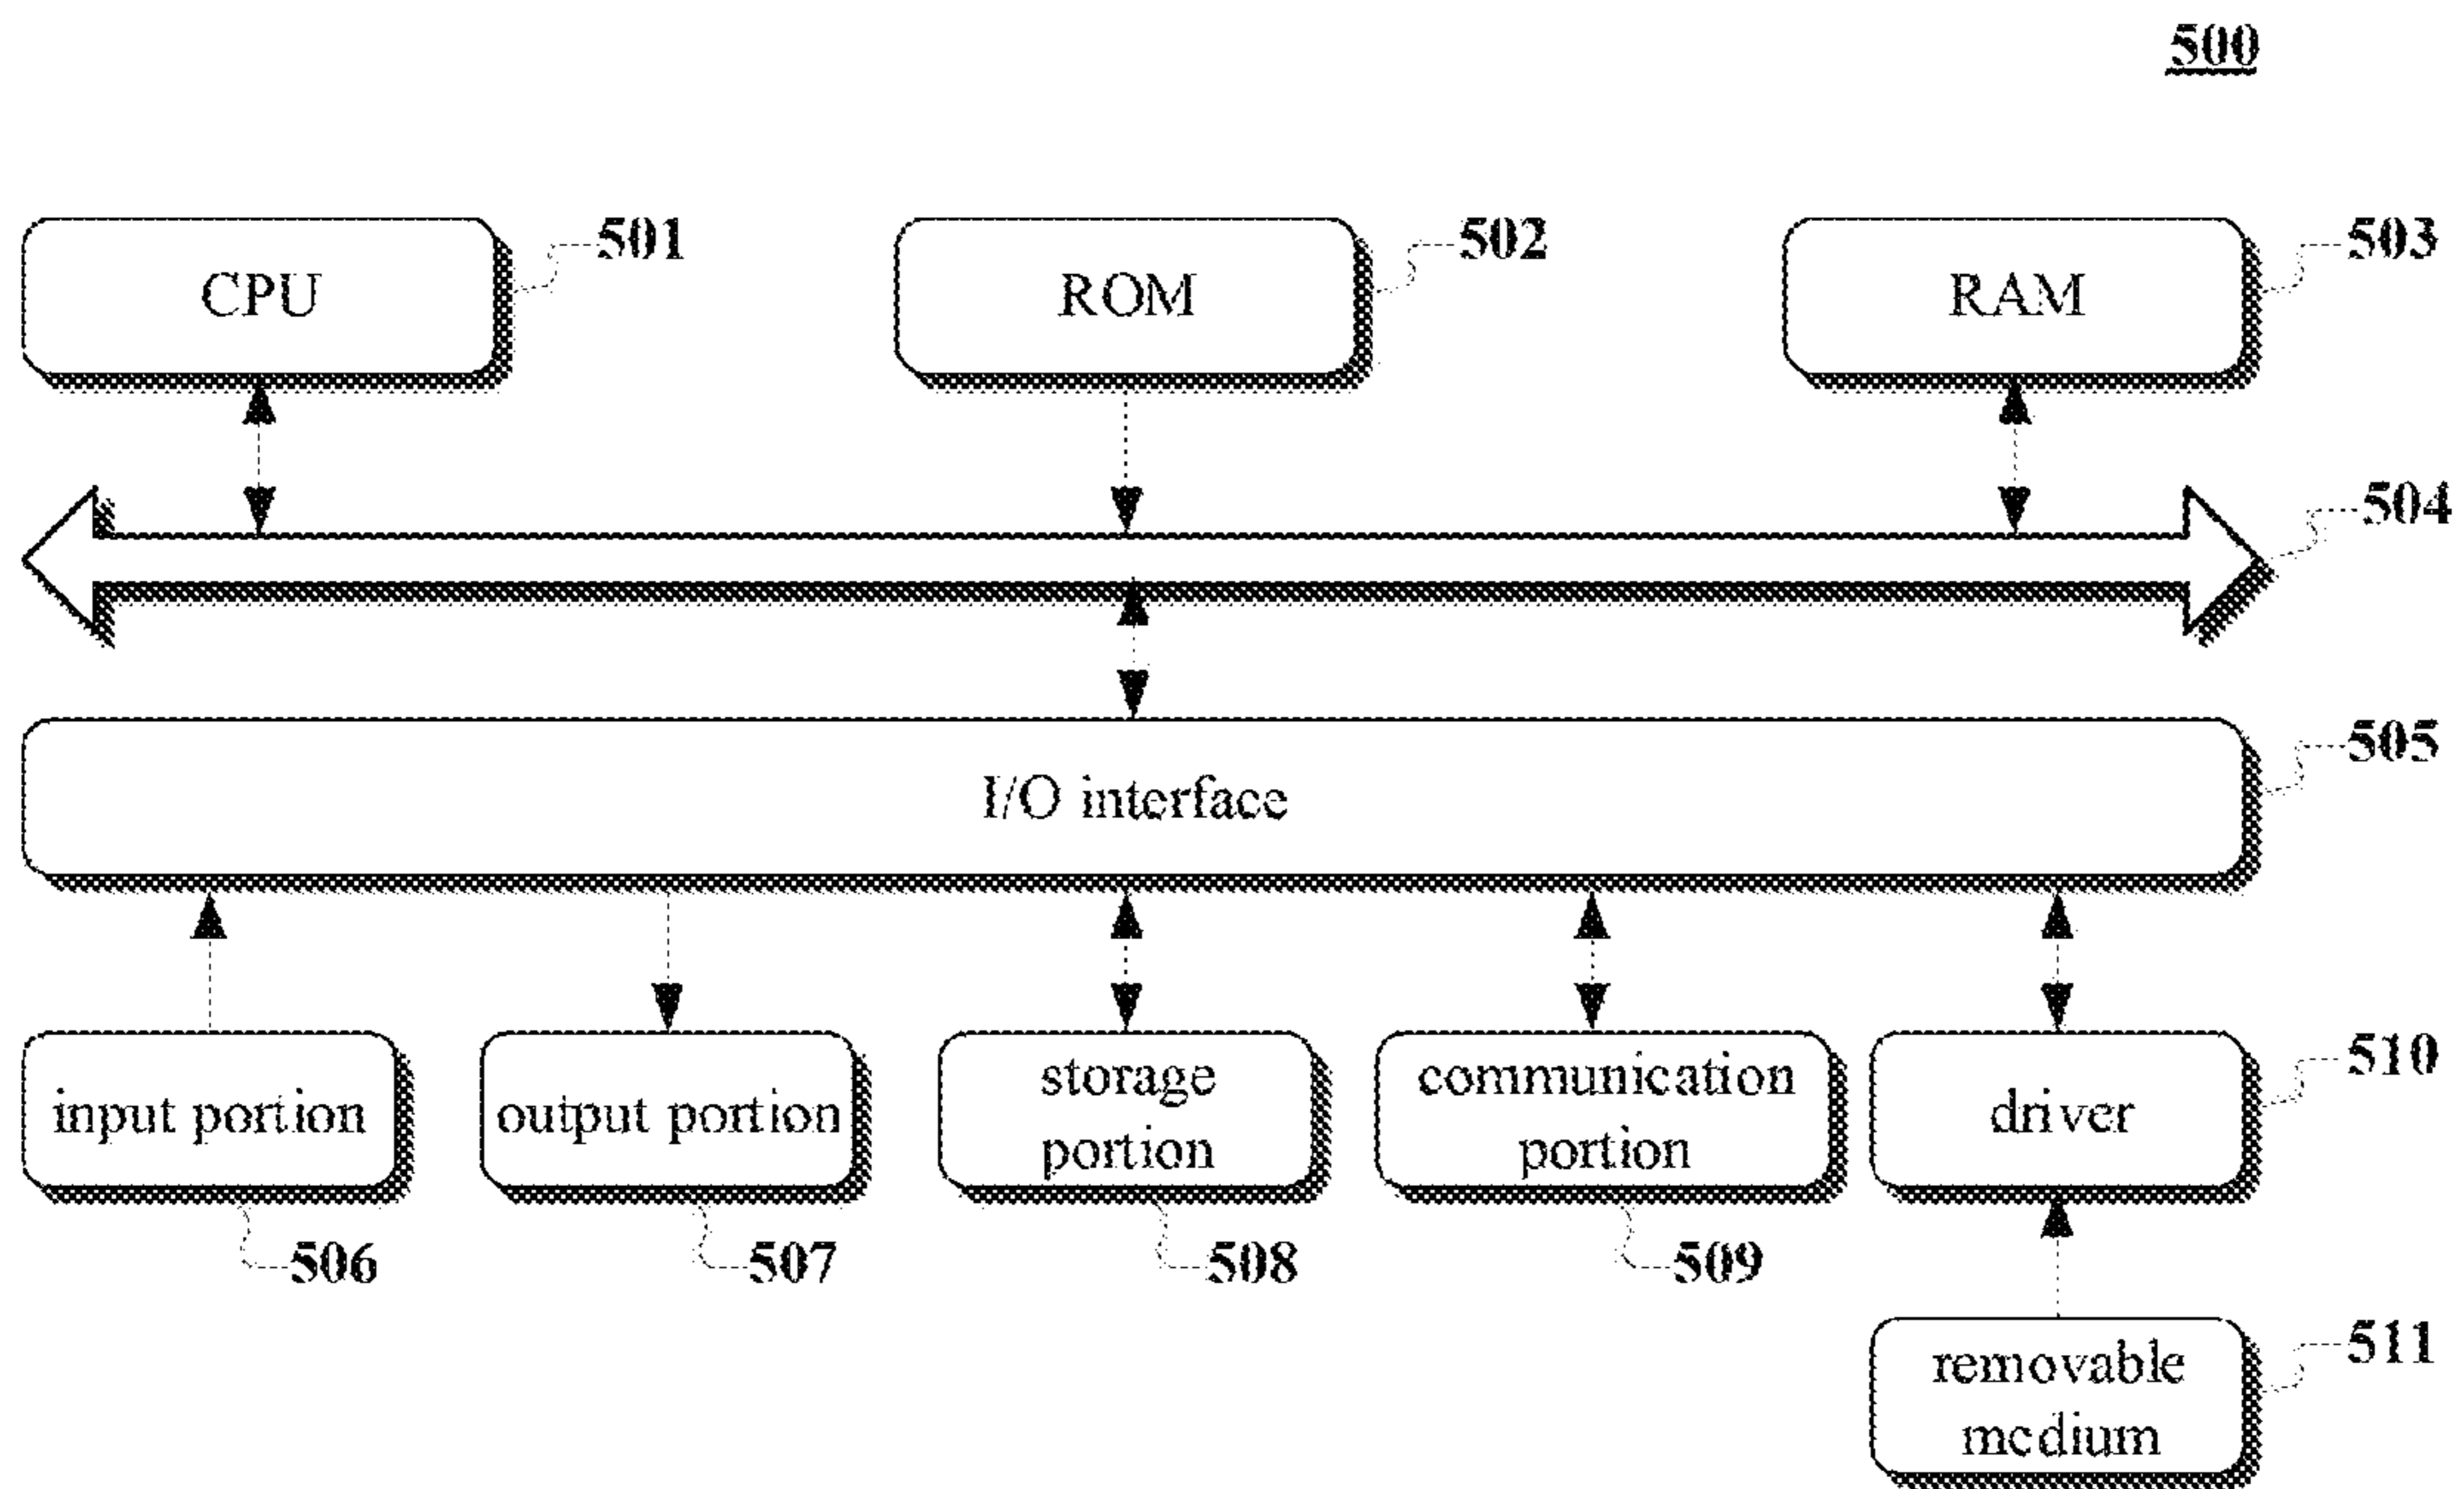 500
CPU
501
ROM
502
RAM
503
504
I/O interface
505
input portion
output portion
storage
portion
communication
portion
driver
510
506
507
508
509
removable
medium
511